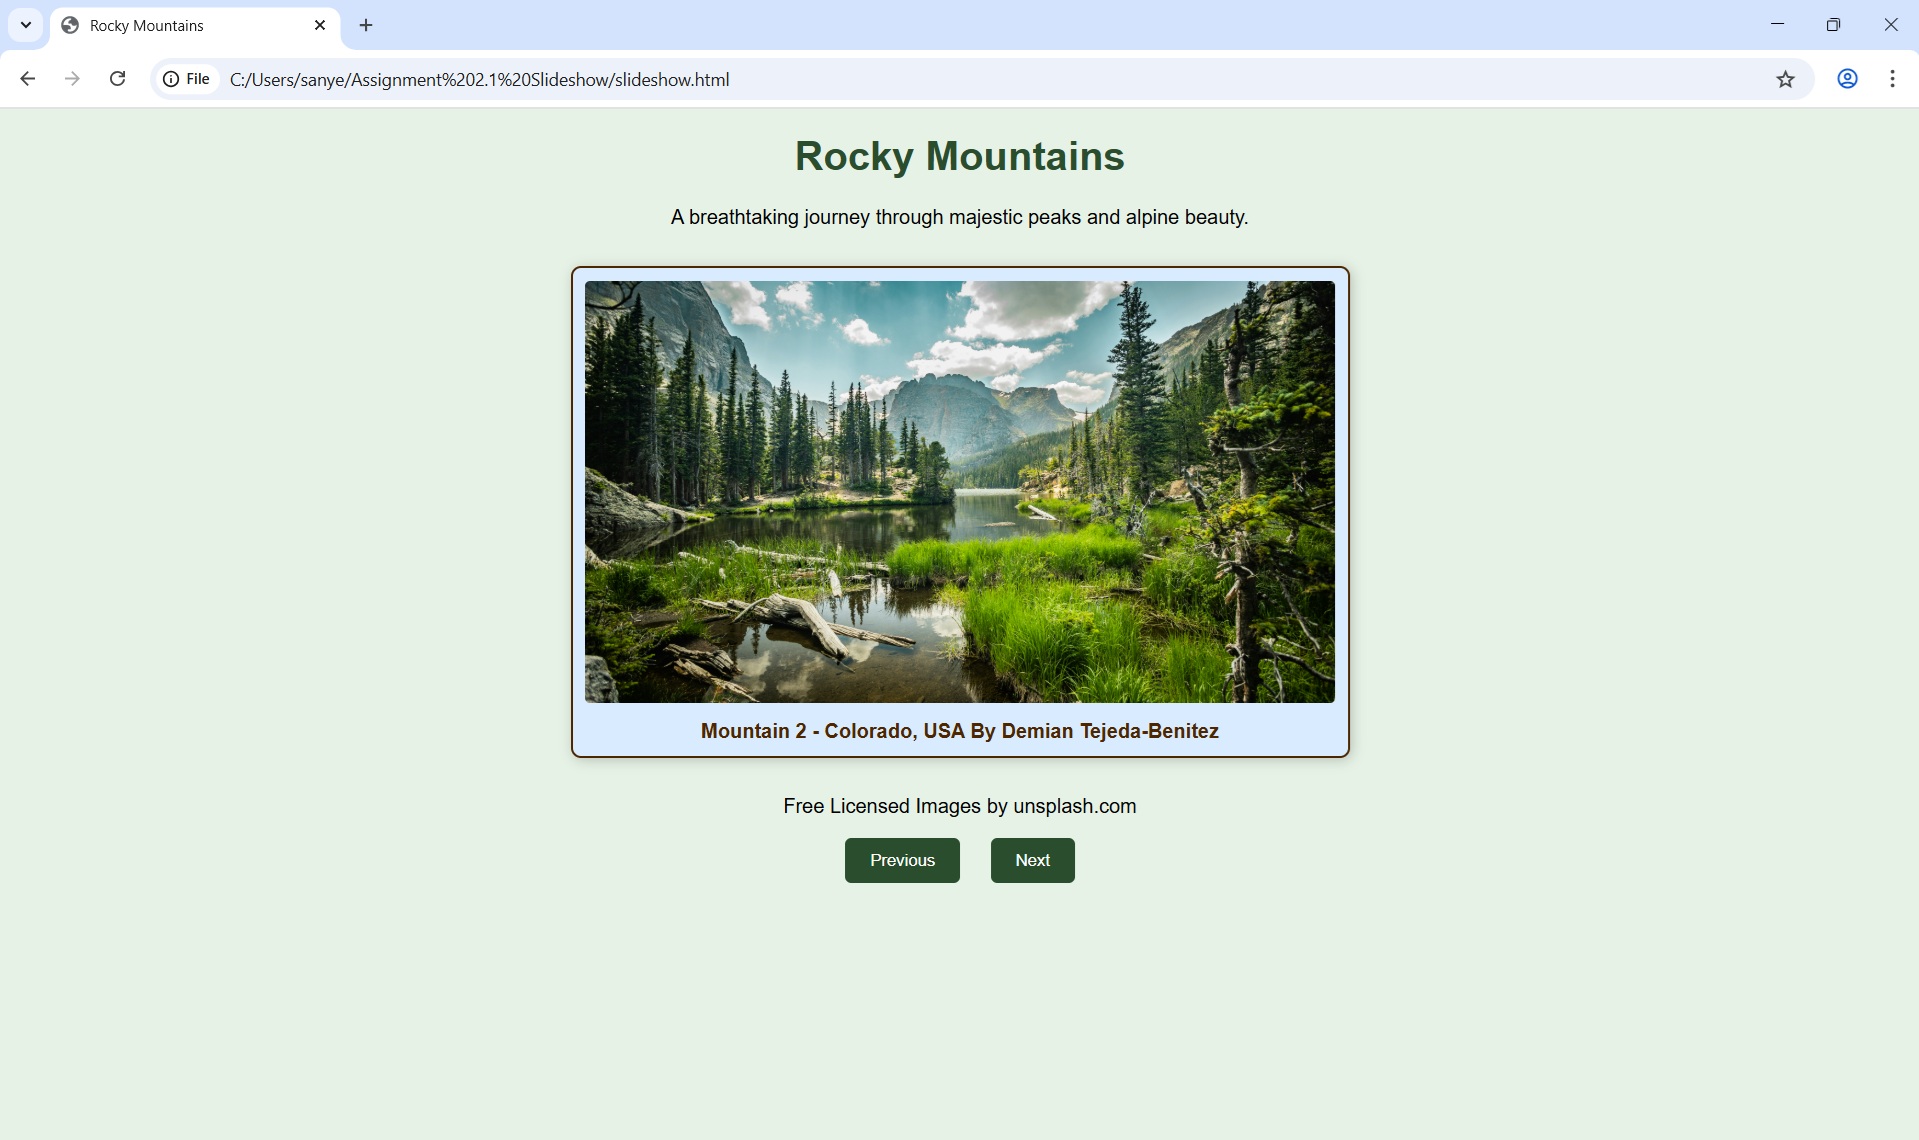 Rocky Mountains
File C:/Users/sanye/Assignment%202.1%20Slideshow/slideshow.html
Rocky Mountains
A breathtaking journey through majestic peaks and alpine beauty.
Mountain 2 - Colorado, USA By Demian Tejeda-Benitez
Free Licensed Images by unsplash.com
Previous Next